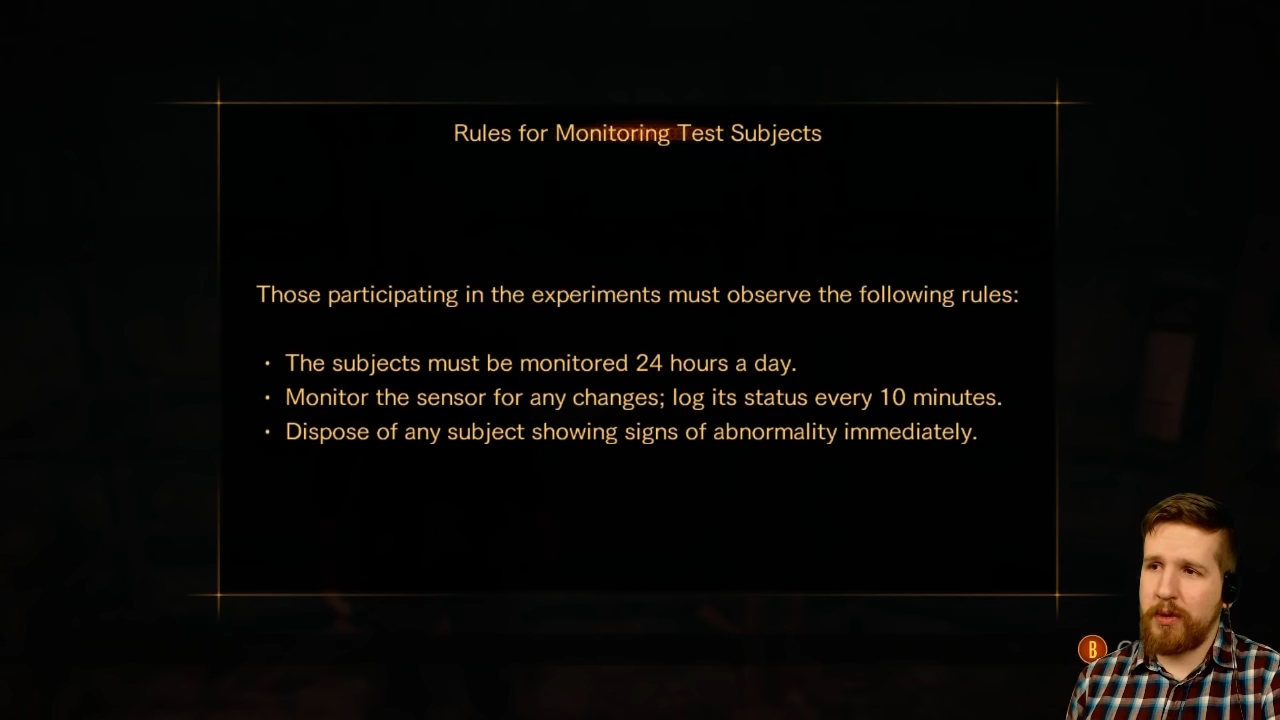 Rules for Monitoring Test Subjects
Those participating in the experiments must observe the following rules:
・ The subjects must be monitored 24 hours a day.
・ Monitor the sensor for any changes; log its status every 10 minutes.
・ Dispose of any subject showing signs of abnormality immediately.
B